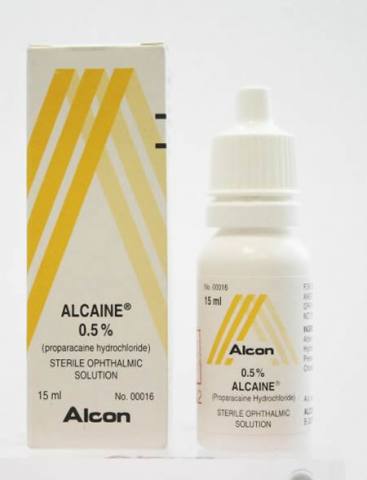 ALCAINE®
0.5%
(proparacaine hydrochloride)
STERILE OPHTHALMIC
SOLUTION
15 ml No. 00016
Alcon
No. 00016
15 ml
Alcon
0.5%
ALCAINE®
(Proparacaine Hydrochloride)
STERILE OPHTHALMIC
SOLUTION